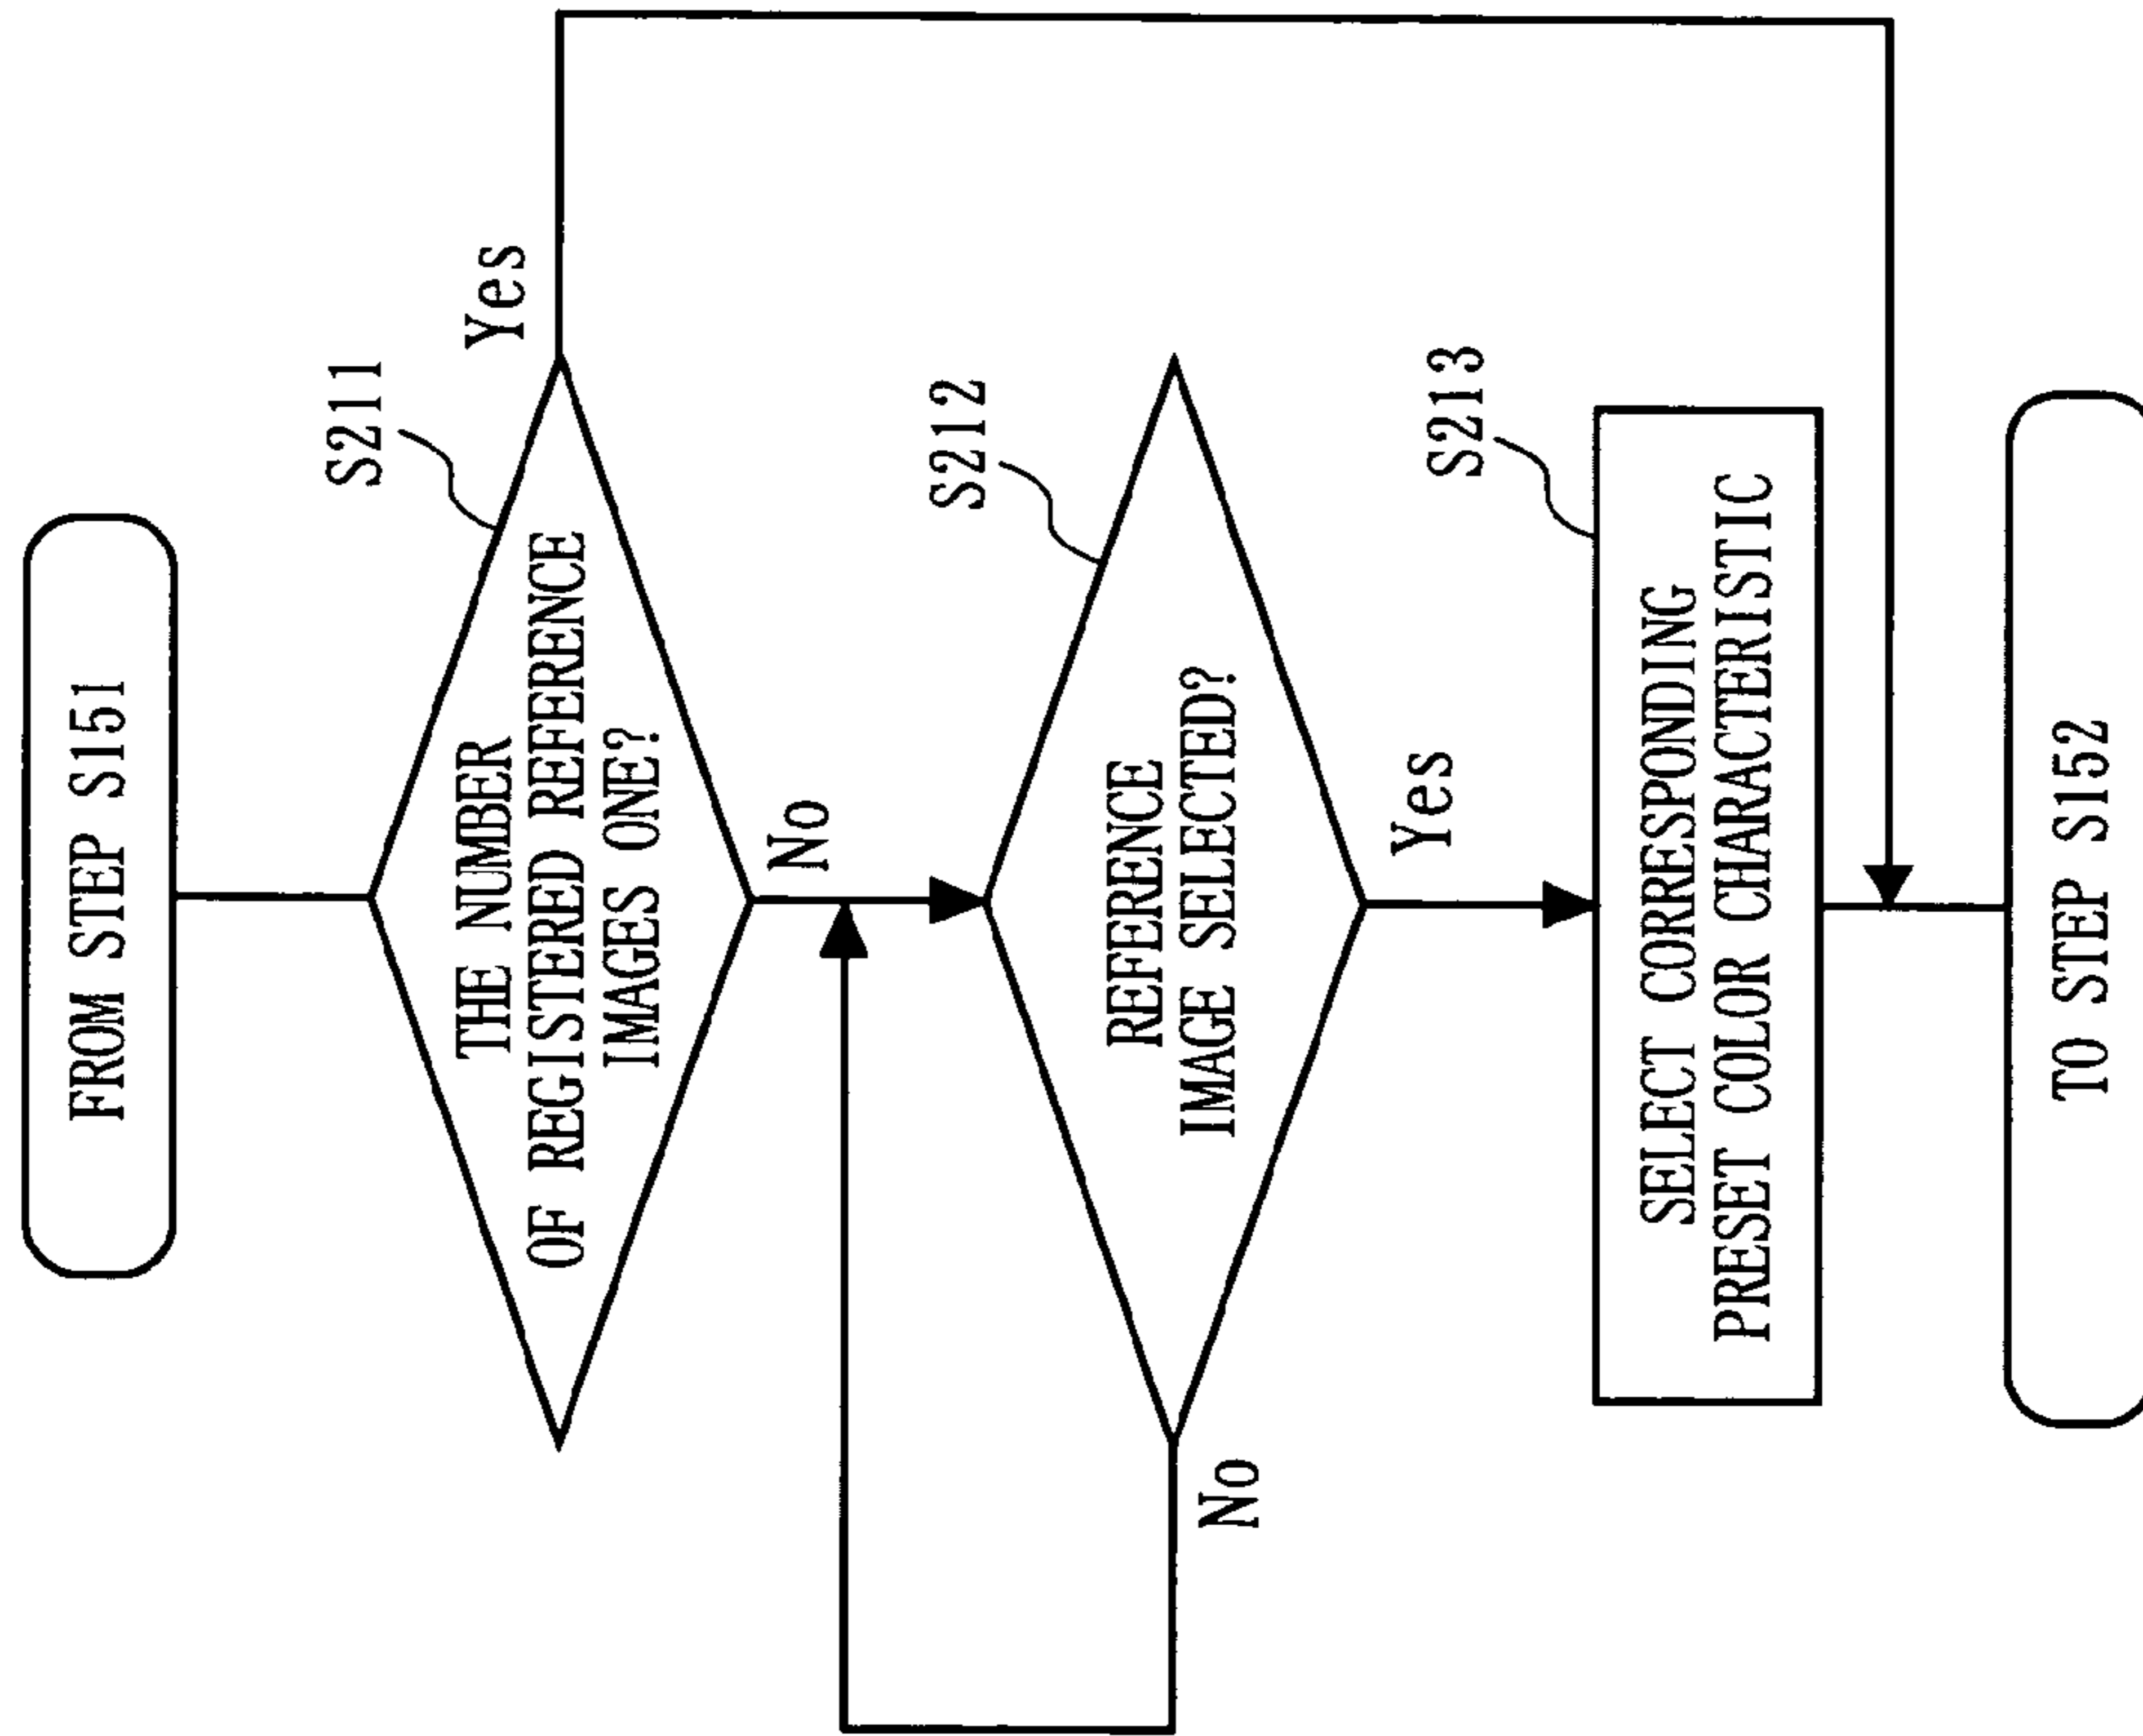 FROM STEP S151
S211
THE NUMBER
OF REGISTERED REFERENCE
IMAGES ONE?
Yes
No
S212
REFERENCE
IMAGE SELECTED?
No
Yes
S213
SELECT CORRESPONDING
PRESET COLOR CHARACTERISTIC
TO STEP S152